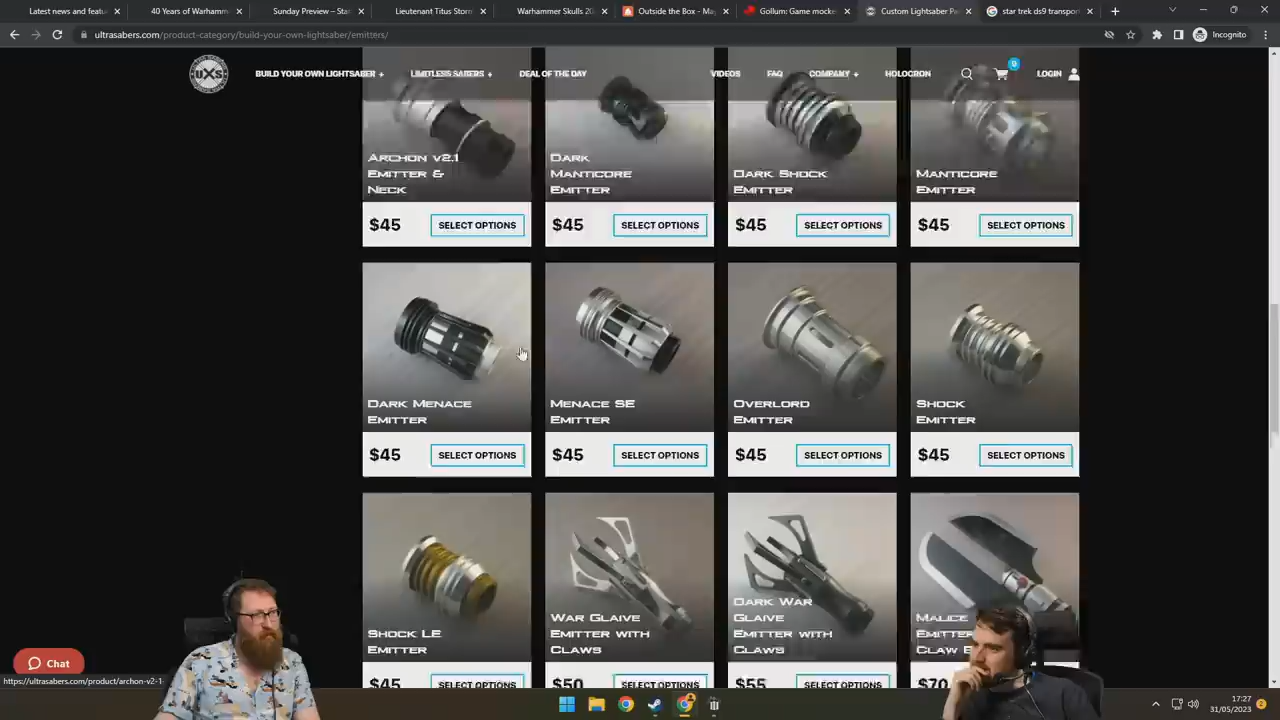 Latest news and featu
40 Years of Warhamm
Sunday Preview – Star
Lieutenant Titus Storm
Warhammer Skulls 20
Outside the Box - Ma
Gollum: Game mocke
Custom Lightsaber Pa
star trek ds9 transport
ultrasabers.com/product-category/build-your-own-lightsaber/emitters/
Incognito
UXS
BUILD YOUR OWN LIGHTSABER +
LIMITLESS SABERS +
DEAL OF THE DAY
VIDEOS
FAQ
COMPANY +
HOLOCRON
0
LOGIN
Archon v2.1
Emitter &
Neck
Dark
Manticore
Emitter
Dark Shock
Emitter
Manticore
Emitter
$45 SELECT OPTIONS
$45 SELECT OPTIONS
$45 SELECT OPTIONS
$45 SELECT OPTIONS
Dark Menace
Emitter
Menace SE
Emitter
Overlord
Emitter
Shock
Emitter
$45 SELECT OPTIONS
$45 SELECT OPTIONS
$45 SELECT OPTIONS
$45 SELECT OPTIONS
Shock LE
Emitter
War Glaive
Emitter with
Claws
Dark War
Glaive
Emitter with
Claws
Malice
Emitter
Claw
$45 SELECT OPTIONS
$50 SELECT OPTIONS
$55 SELECT OPTIONS
$70
Chat
https://ultrasabers.com/product/archon-v2-1-
17:27
31/05/2023
2